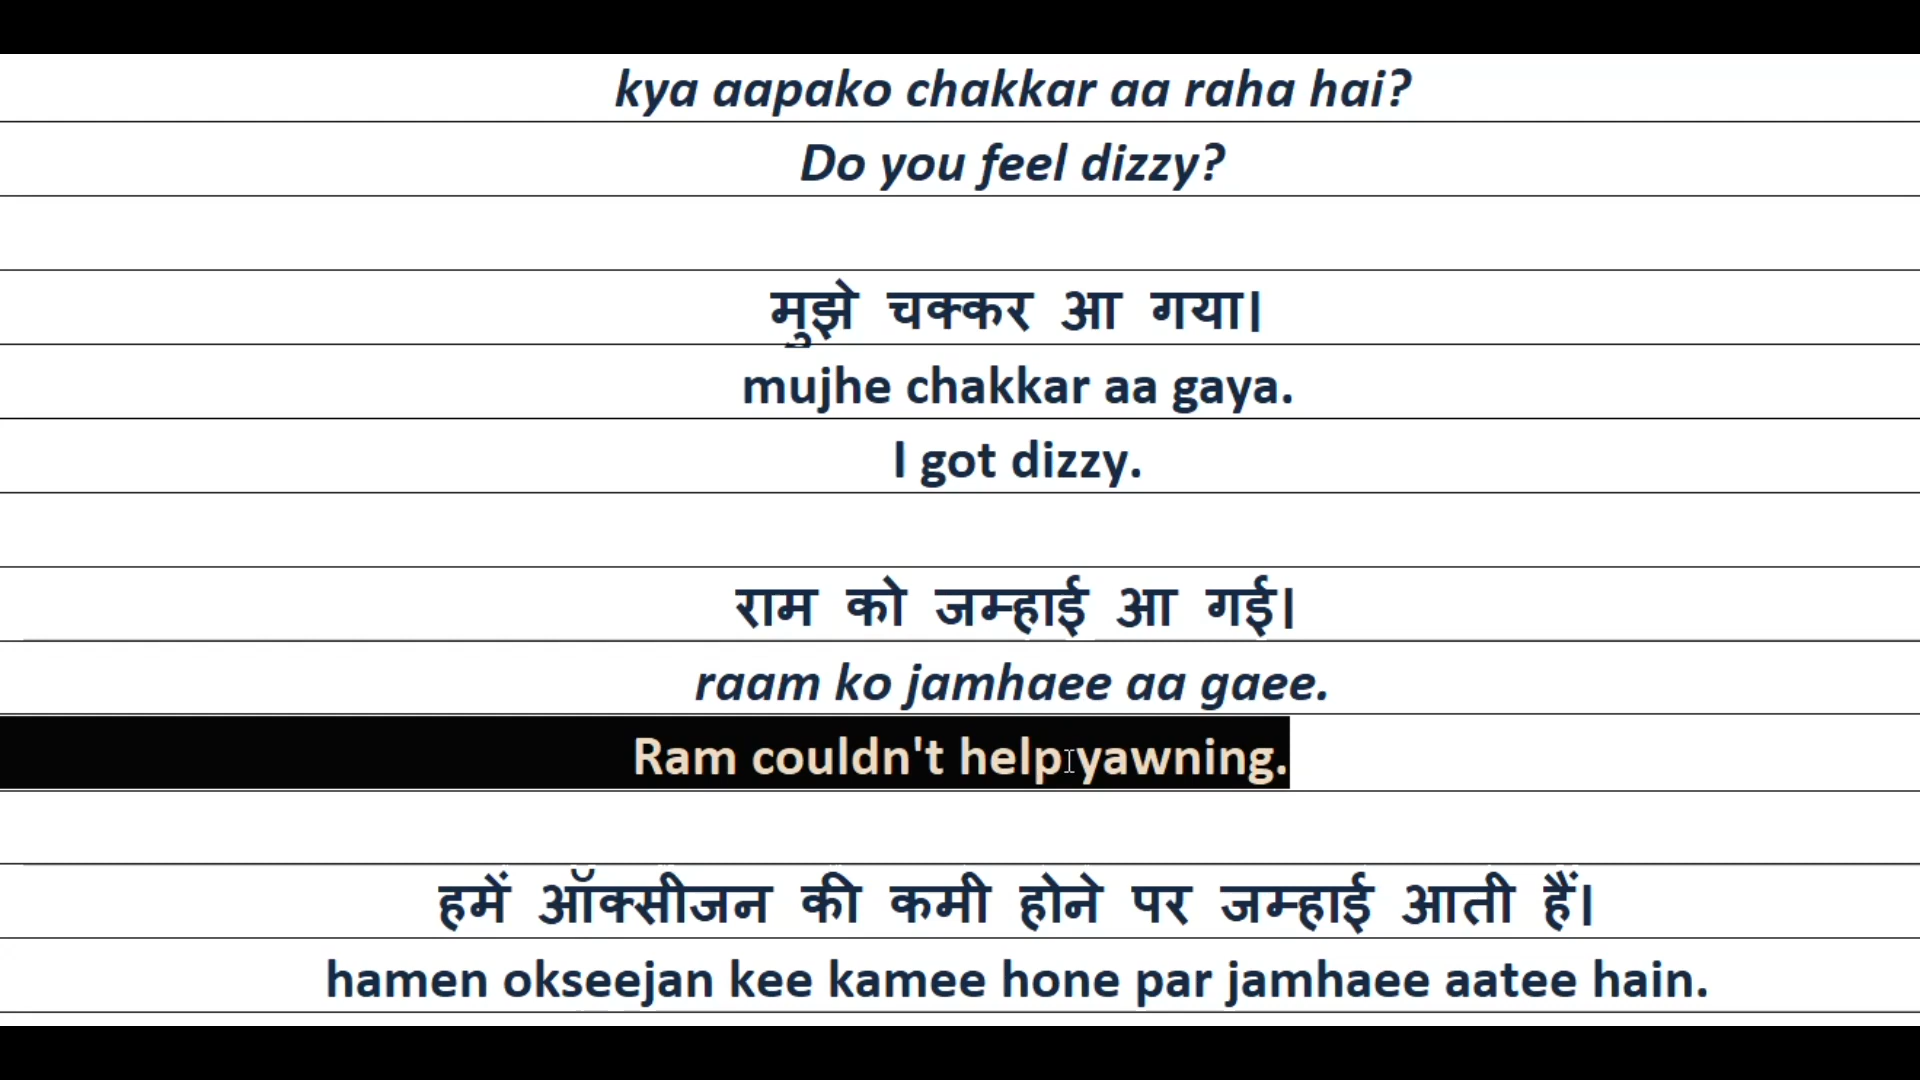 kya aapako chakkar aa raha hai?
Do you feel dizzy?
मुझे चक्कर आ गया।
mujhe chakkar aa gaya.
I got dizzy.
राम को जम्हाई आ गई।
raam ko jamhaee aa gaee.
Ram couldn't help yawning.
हमें ऑक्सीजन की कमी होने पर जम्हाई आती हैं।
hamen okseejan kee kamee hone par jamhaee aatee hain.